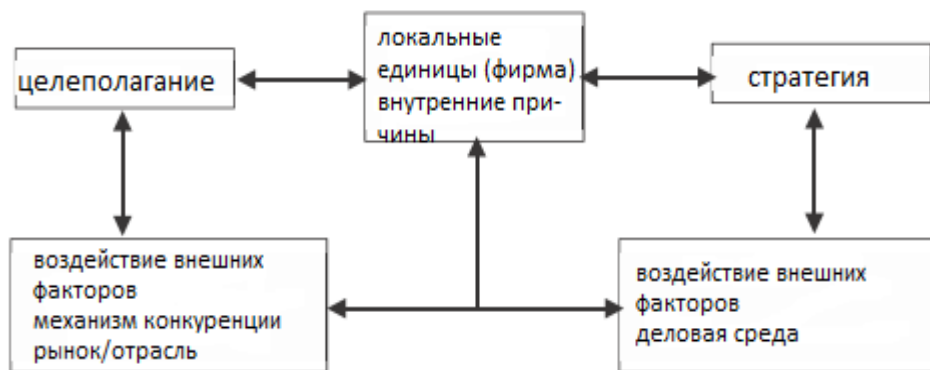 целеполагание
локальные
единицы (фирма)
внутренние при-
чины
стратегия
воздействие внешних
факторов
механизм конкуренции
рынок/отрасль
воздействие внешних
факторов
деловая среда